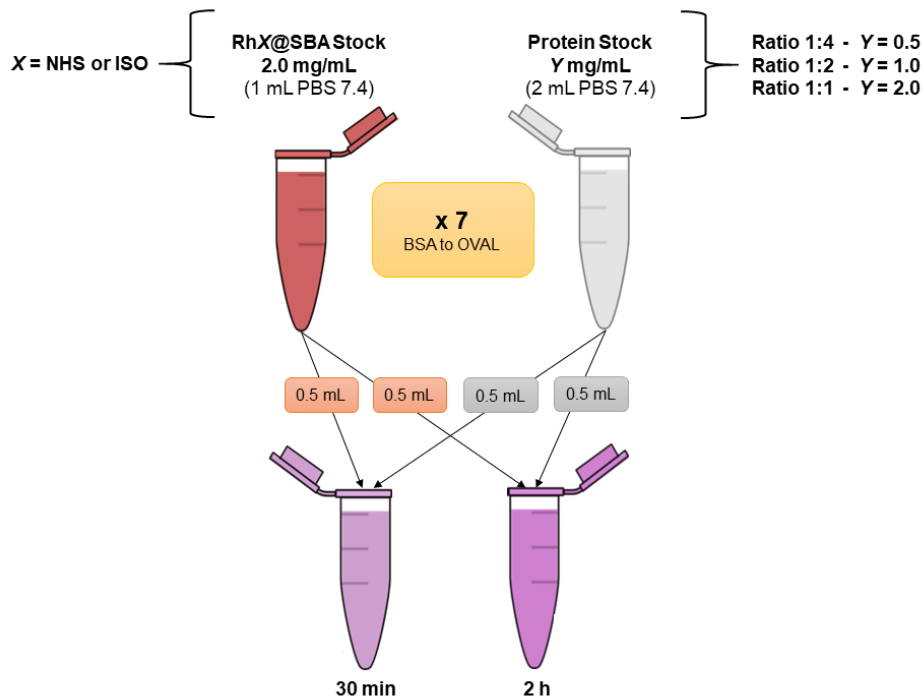 X = NHS or ISO
RhX@SBA Stock
2.0 mg/mL
(1 mL PBS 7.4)
Protein Stock
Y mg/mL
(2 mL PBS 7.4)
Ratio 1:4 - Y = 0.5
Ratio 1:2 - Y = 1.0
Ratio 1:1 - Y = 2.0
x 7
BSA to OVAL
0.5 mL
0.5 mL
0.5 mL
0.5 mL
30 min
2 h